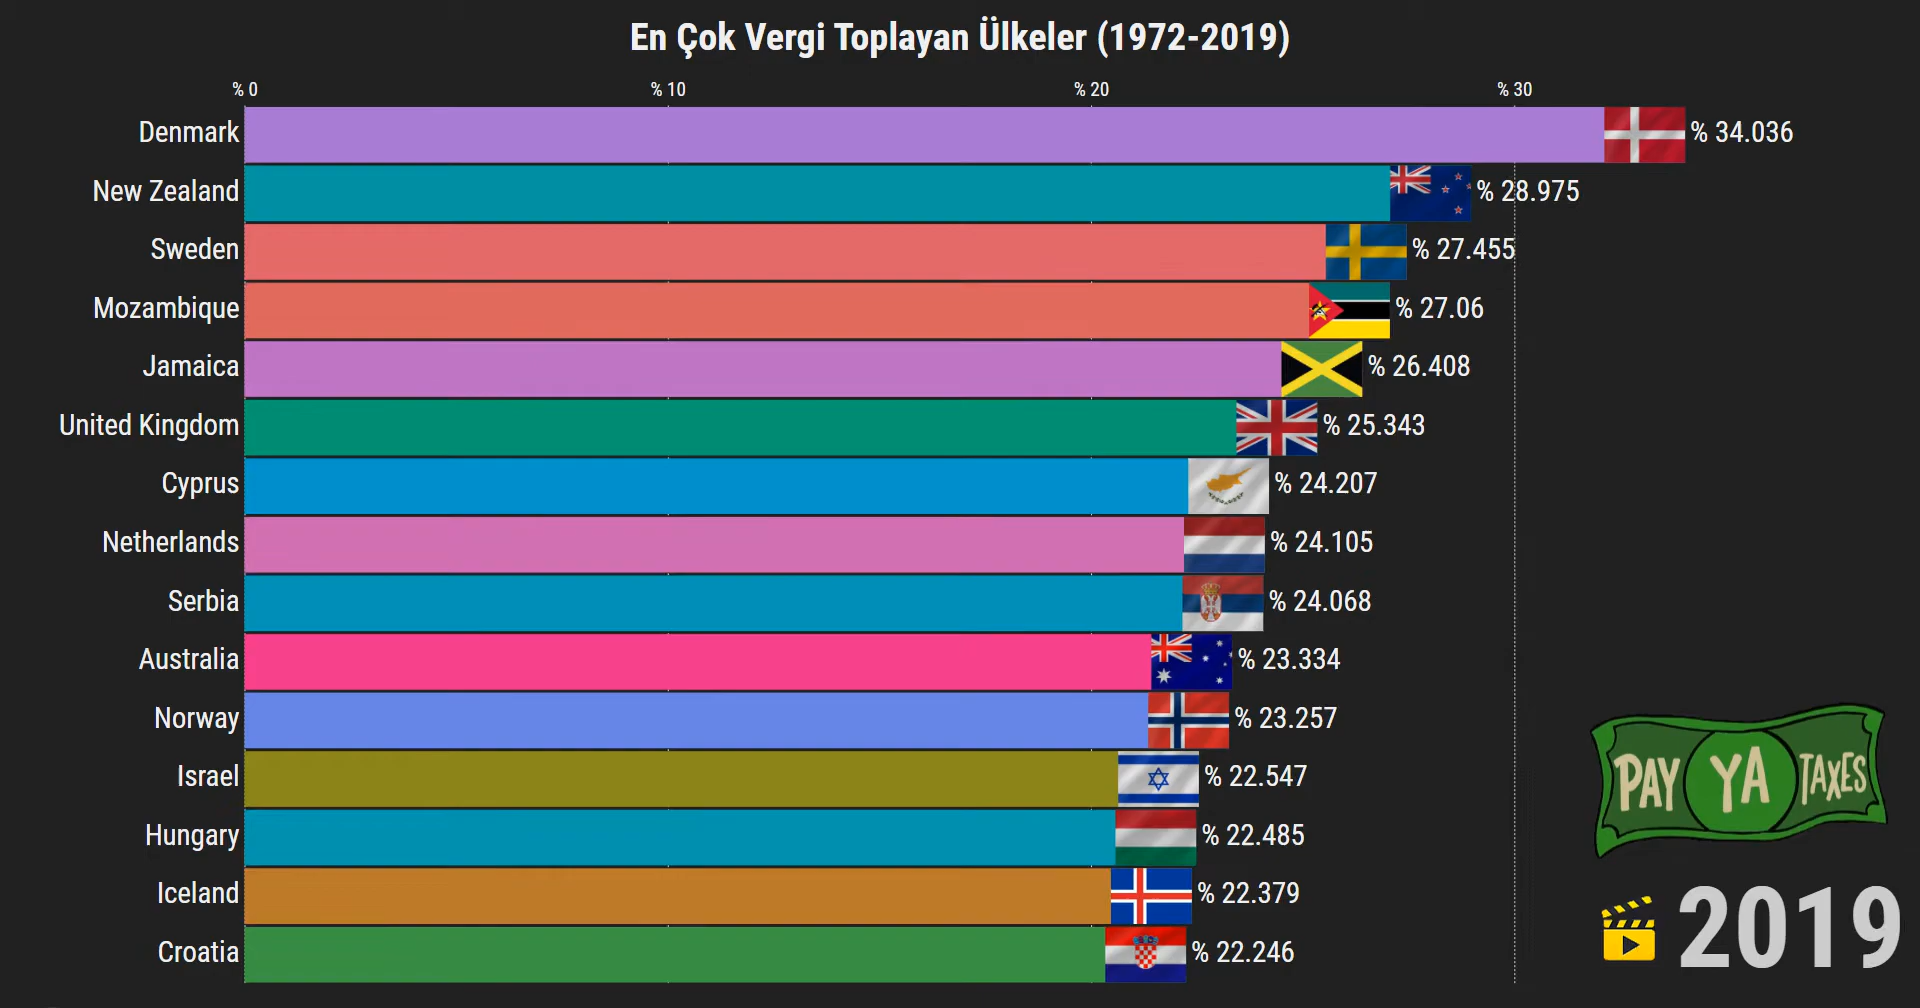 En Çok Vergi Toplayan Ülkeler (1972-2019)
% 0 % 10 % 20 % 30
Denmark % 34.036
New Zealand % 28.975
Sweden % 27.455
Mozambique % 27.06
Jamaica % 26.408
United Kingdom % 25.343
Cyprus % 24.207
Netherlands % 24.105
Serbia % 24.068
Australia % 23.334
Norway % 23.257
Israel % 22.547
Hungary % 22.485
Iceland % 22.379
Croatia % 22.246
PAY YA TAXES
2019